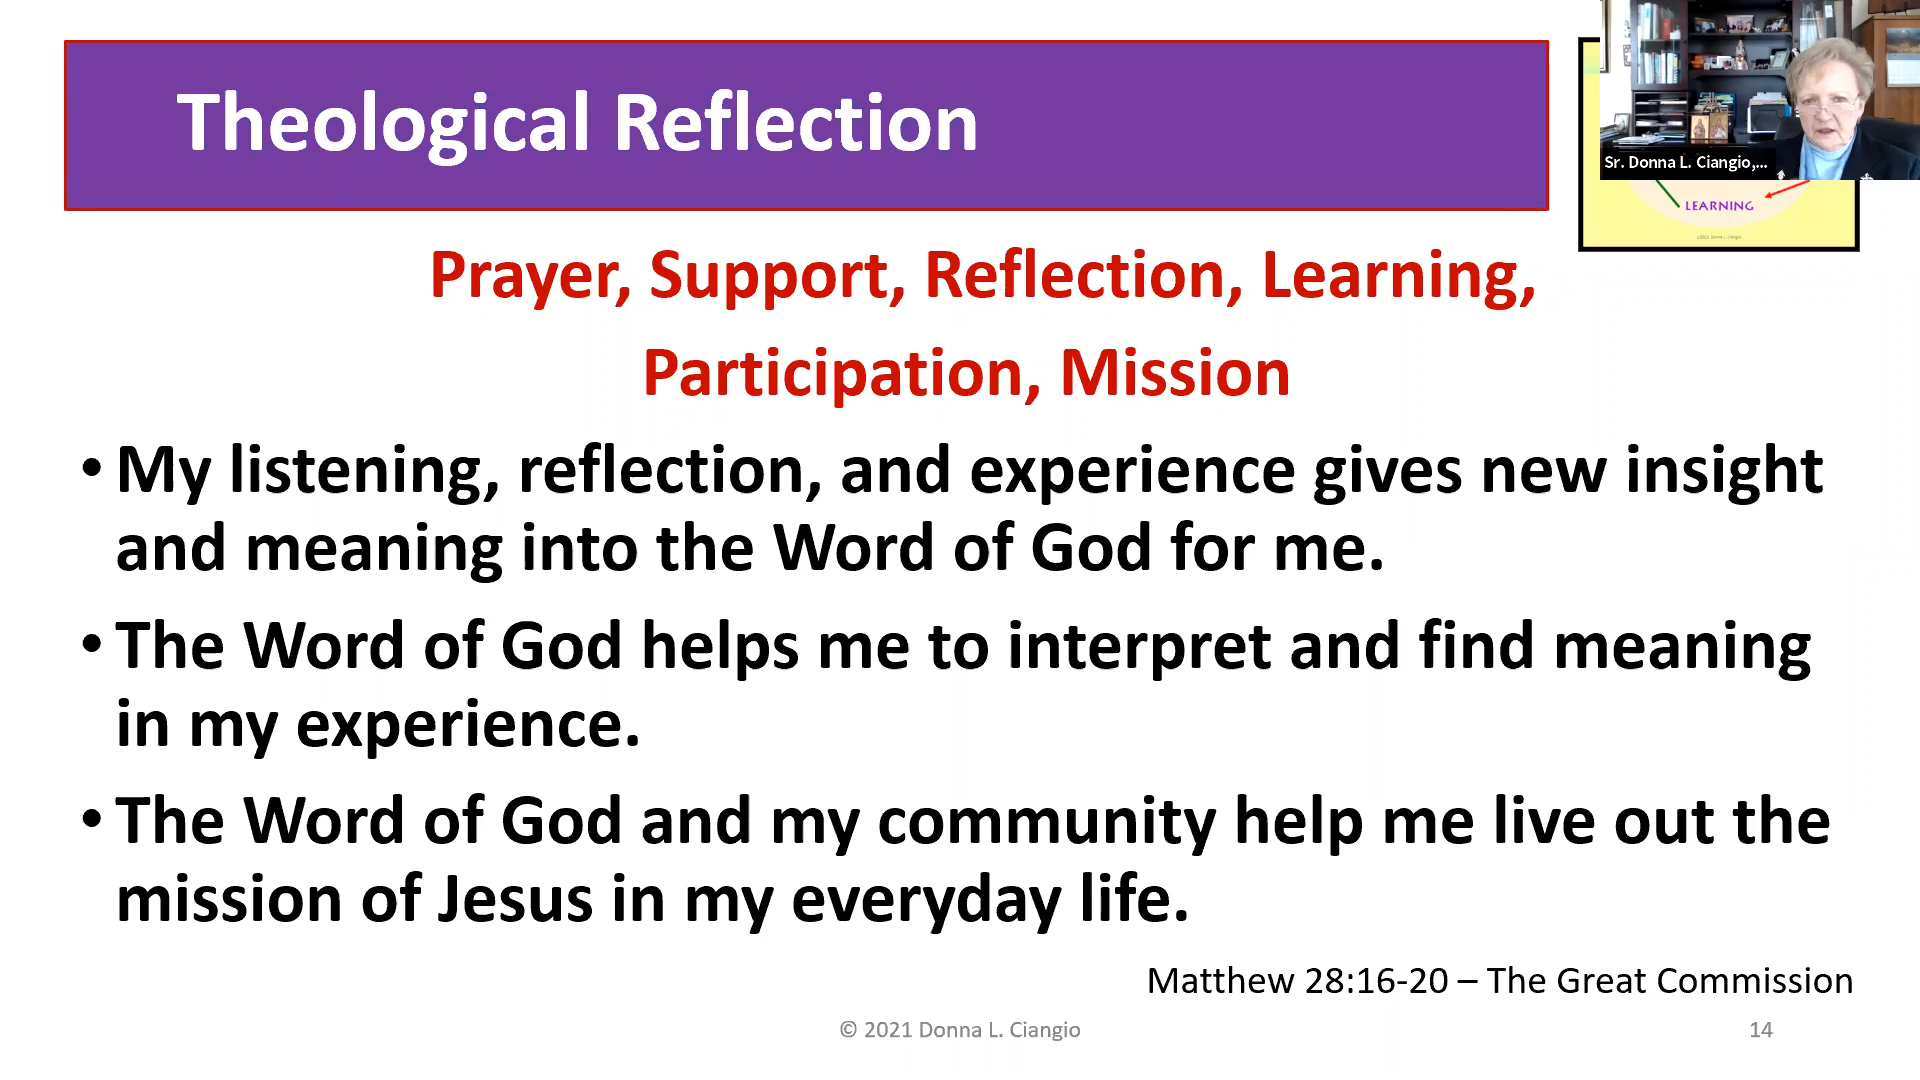 Theological Reflection
Sr. Donna L. Ciangio,...
LEARNING
Prayer, Support, Reflection, Learning,
Participation, Mission
• My listening, reflection, and experience gives new insight
and meaning into the Word of God for me.
• The Word of God helps me to interpret and find meaning
in my experience.
• The Word of God and my community help me live out the
mission of Jesus in my everyday life.
Matthew 28:16-20 – The Great Commission
© 2021 Donna L. Ciangio
14